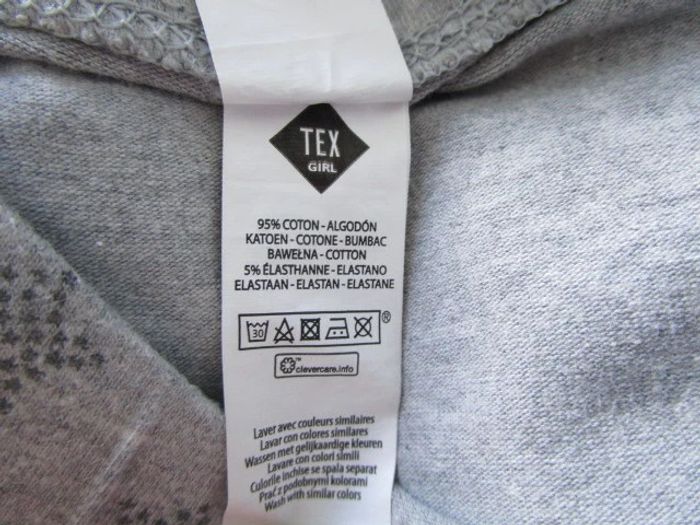 TEX
GIRL
95% COTON - ALGODÓN
KATOEN - COTONE - BUMBAC
BAWEŁNA - COTTON
5% ÉLASTHANNE - ELASTANO
ELASTAAN - ELASTAN - ELASTANE
30 ®
™ clevercare.info
Laver avec couleurs similaires
Lavar con colores similares
Wassen met gelijkaardige kleuren
Lavare con colori simili
Culorile inchise se spala separat
Prać z podobnymi kolorami
Wash with similar colors